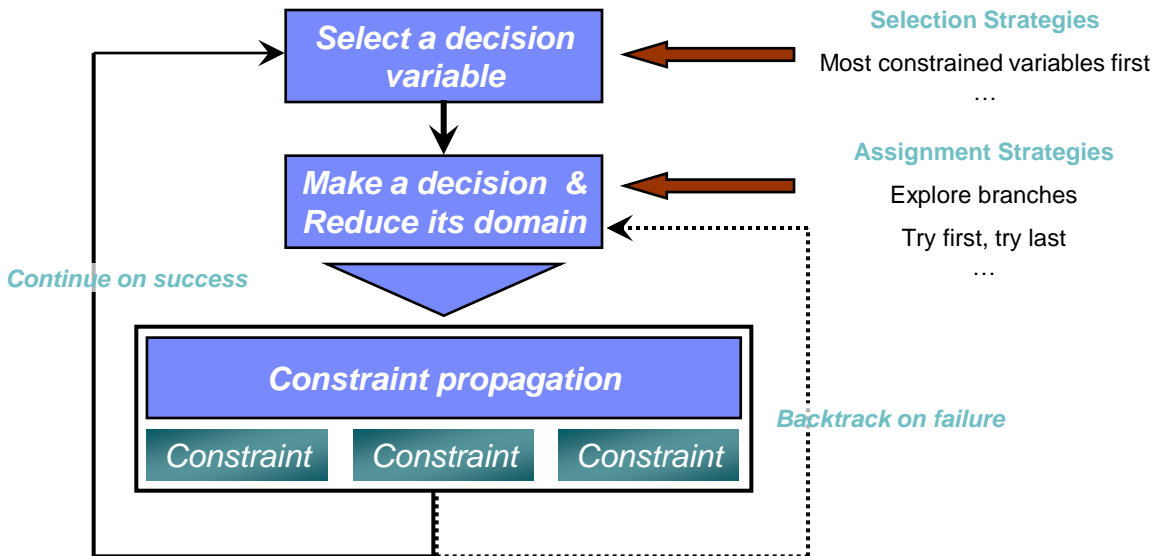 Select a decision
variable
Selection Strategies
Most constrained variables first
…
Make a decision &
Reduce its domain
Assignment Strategies
Explore branches
Try first, try last
…
Continue on success
Constraint propagation
Backtrack on failure
Constraint
Constraint
Constraint